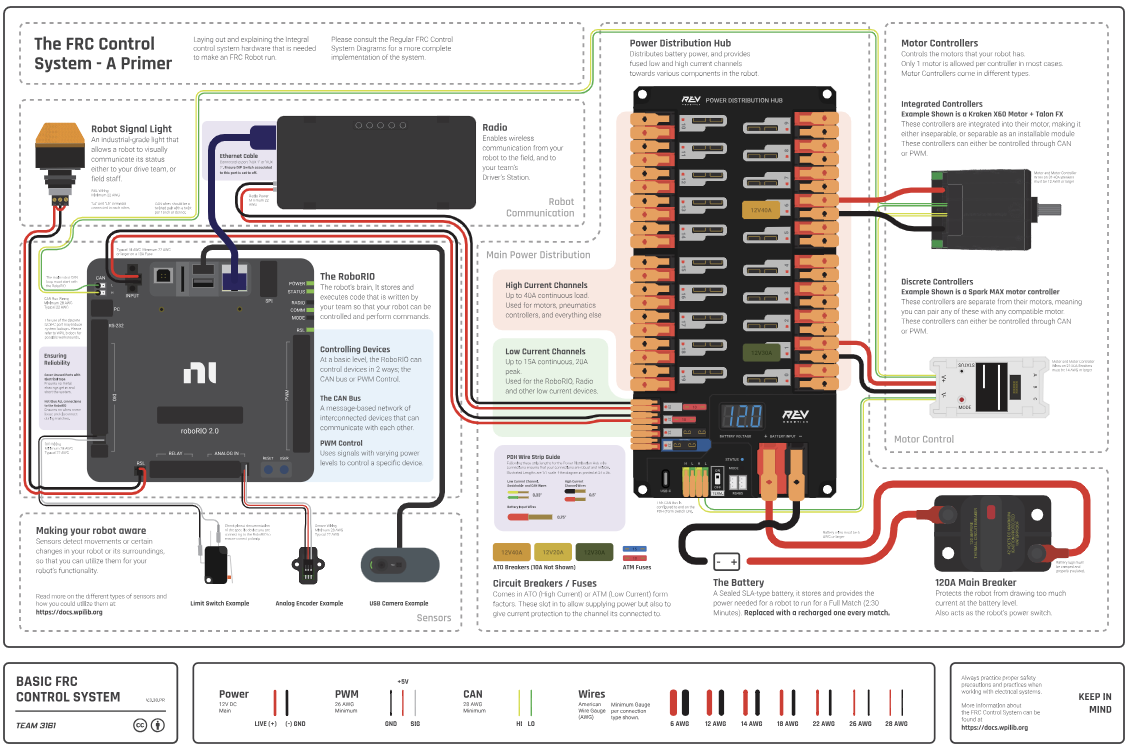 The FRC Control
System - A Primer
Laying out and explaining the Integral
control system hardware that is needed
to make an FRC Robot run.
Please consult the Regular FRC Control
System Diagrams for a more complete
implementation of the system.
Robot Signal Light
An industrial-grade light that
allows a robot to visually
communicate its status
either to your drive team, or
field staff.
Ethernet Cable
Radio
Enables wireless
communication from
your robot to the field, and to
your team's
Driver's Station.
Robot
Communication
CAN
INPUT
PC
RS-232
SPI
POWER
STATUS
RADIO
COMM
MODE
RSL
DIO
PWM
roboRIO 2.0
RELAY
ANALOG IN
RESET
USER
RSL
Ensuring
Reliability
The RoboRIO
The robot's brain, It stores and
executes code that is written by
your team so that your robot can be
controlled and perform commands.
Controlling Devices
At a basic level, the RoboRIO can
control devices in 2 ways; the
CAN bus or PWM Control.
The CAN Bus
A message-based network of
interconnected devices that can
communicate with each other.
PWM Control
Uses signals with varying power
levels to control a specific device.
Making your robot aware
Sensors detect movements or certain
changes in your robot or its surroundings,
so that you can utilize them for your
robot's functionality.
Read more on the different types of sensors and
how you could utilize them at
https://docs.wpilib.org
Limit Switch Example
Analog Encoder Example
USB Camera Example
Sensors
Power Distribution Hub
Distributes battery power, and provides
fused low and high current channels
towards various components in the robot.
REV
POWER DISTRIBUTION HUB
12V40A
12V30A
12.0
BATTERY VOLTAGE
BATTERY INPUT
REV
STATUS
MODE
USB-C
H L H L
OFF
Main Power Distribution
High Current Channels
Up to 40A continuous load.
Used for motors, pneumatics
controllers, and everything else
Low Current Channels
Up to 15A continuous, 20A
peak.
Used for the RoboRIO, Radio
and other low current devices.
PDH Wire Strip Guide
12V40A
12V20A
12V30A
ATO Breakers (10A Not Shown)
ATM Fuses
Circuit Breakers / Fuses
Comes in ATO (High Current) or ATM (Low Current) form
factors. These slot in to allow supplying power but also to
give current protection to the channel its connected to.
- +
The Battery
A Sealed SLA-type battery, it stores and provides the
power needed for a robot to run for a Full Match (2:30
Minutes). Replaced with a recharged one every match.
120A Main Breaker
Protects the robot from drawing too much
current at the battery level.
Also acts as the robot's power switch.
Motor Controllers
Controls the motors that your robot has.
Only 1 motor is allowed per controller in most cases.
Motor Controllers come in different types.
Integrated Controllers
Example Shown is a Kraken X60 Motor + Talon FX
These controllers are integrated into their motor, making it
either inseparable, or separable as an installable module
These controllers can either be controlled through CAN
or PWM.
Discrete Controllers
Example Shown is a Spark MAX motor controller
These controllers are separate from their motors, meaning
you can pair any of these with any compatible motor.
These controllers can either be controlled through CAN
or PWM.
STATUS
MODE
V+
V-
Motor Control
BASIC FRC
CONTROL SYSTEM
TEAM 3161
cc
Power
12V DC
Main
LIVE (+)
(-) GND
PWM
26 AWG
Minimum
+5V
GND
SIG
CAN
28 AWG
Minimum
HI
LO
Wires
American
Wire Gauge
(AWG)
Minimum Gauge
per connection
type shown.
6 AWG
12 AWG
14 AWG
18 AWG
22 AWG
26 AWG
28 AWG
Always practice proper safety
precautions and practices when
working with electrical systems.
More information about
the FRC Control System can be
found at
https://docs.wpilib.org
KEEP IN
MIND